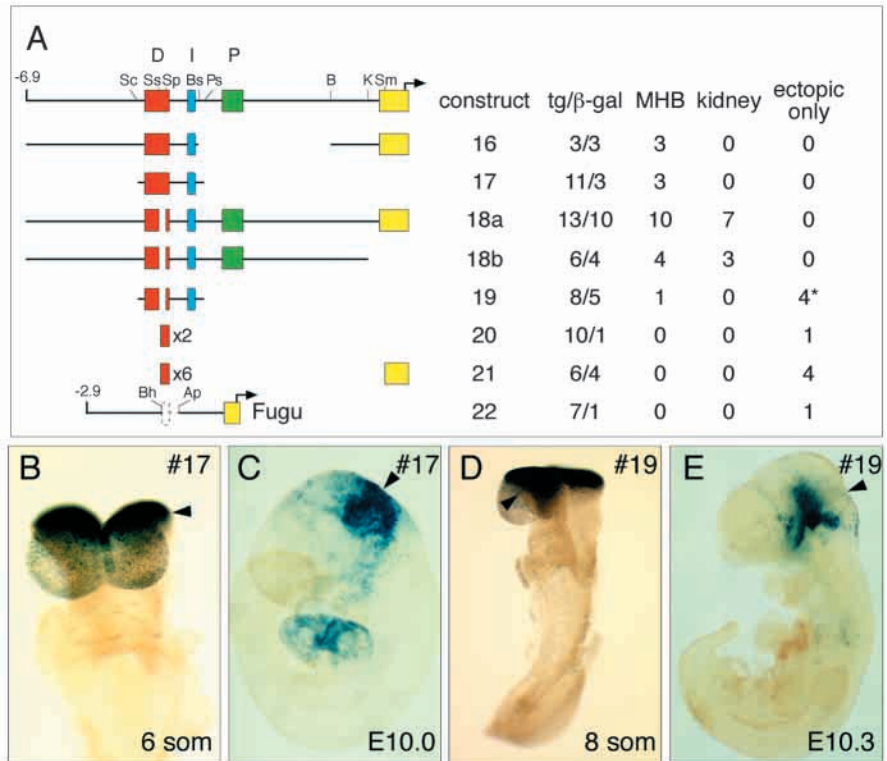 A
D I P
-6.9 Sc SsSp Bs Ps B K Sm
construct tg/β-gal MHB kidney ectopic only
16 3/3 3 0 0
17 11/3 3 0 0
18a 13/10 10 7 0
18b 6/4 4 3 0
19 8/5 1 0 4*
x2 20 10/1 0 0 1
x6 21 6/4 0 0 4
-2.9 Bh Ap Fugu 22 7/1 0 0 1
B #17 C #17 D #19 E #19
6 som E10.0 8 som E10.3